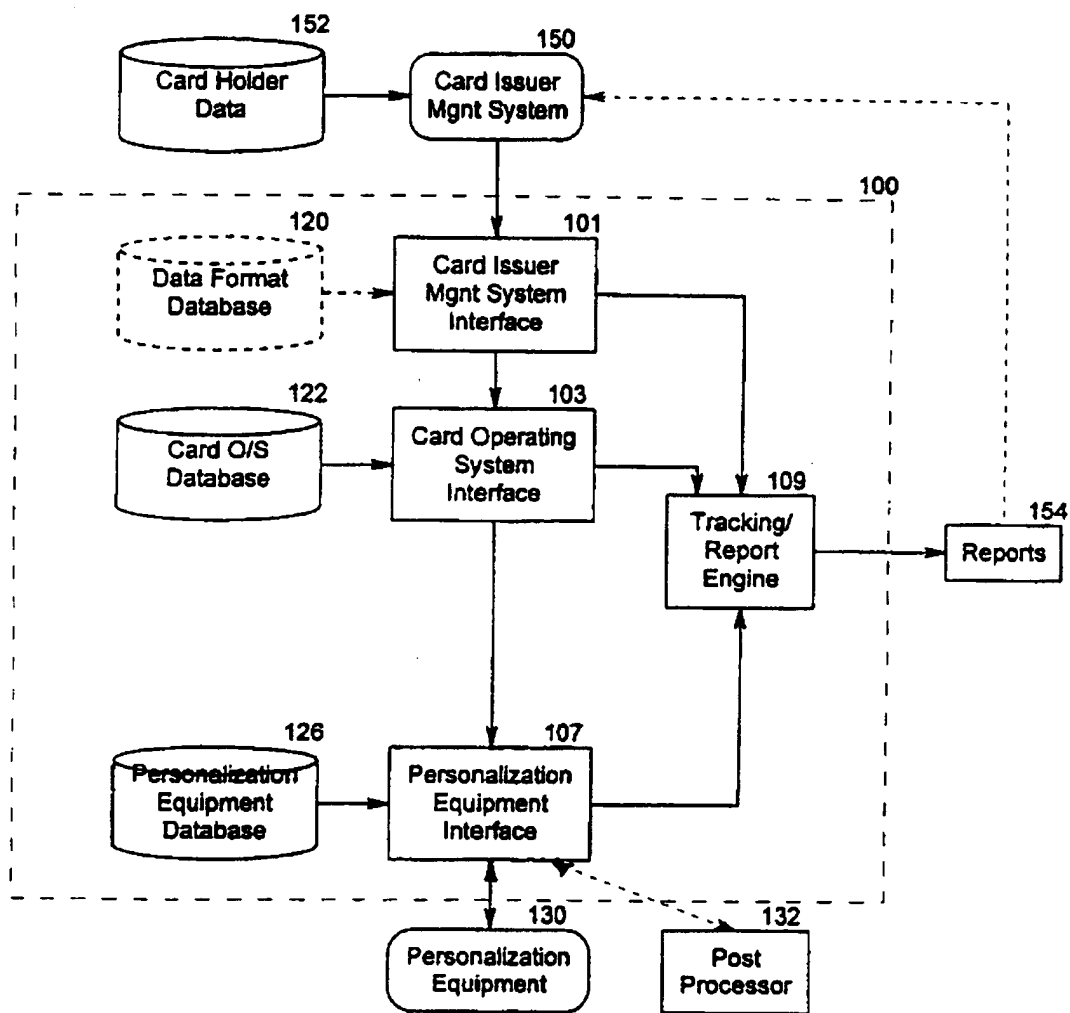 152
Card Holder
Data
150
Card Issuer
Mgnt System
100
120
Data Format
Database
101
Card Issuer
Mgnt System
Interface
122
Card O/S
Database
103
Card Operating
System
Interface
109
Tracking/
Report
Engine
154
Reports
126
Personalization
Equipment
Database
107
Personalization
Equipment
Interface
130
Personalization
Equipment
132
Post
Processor